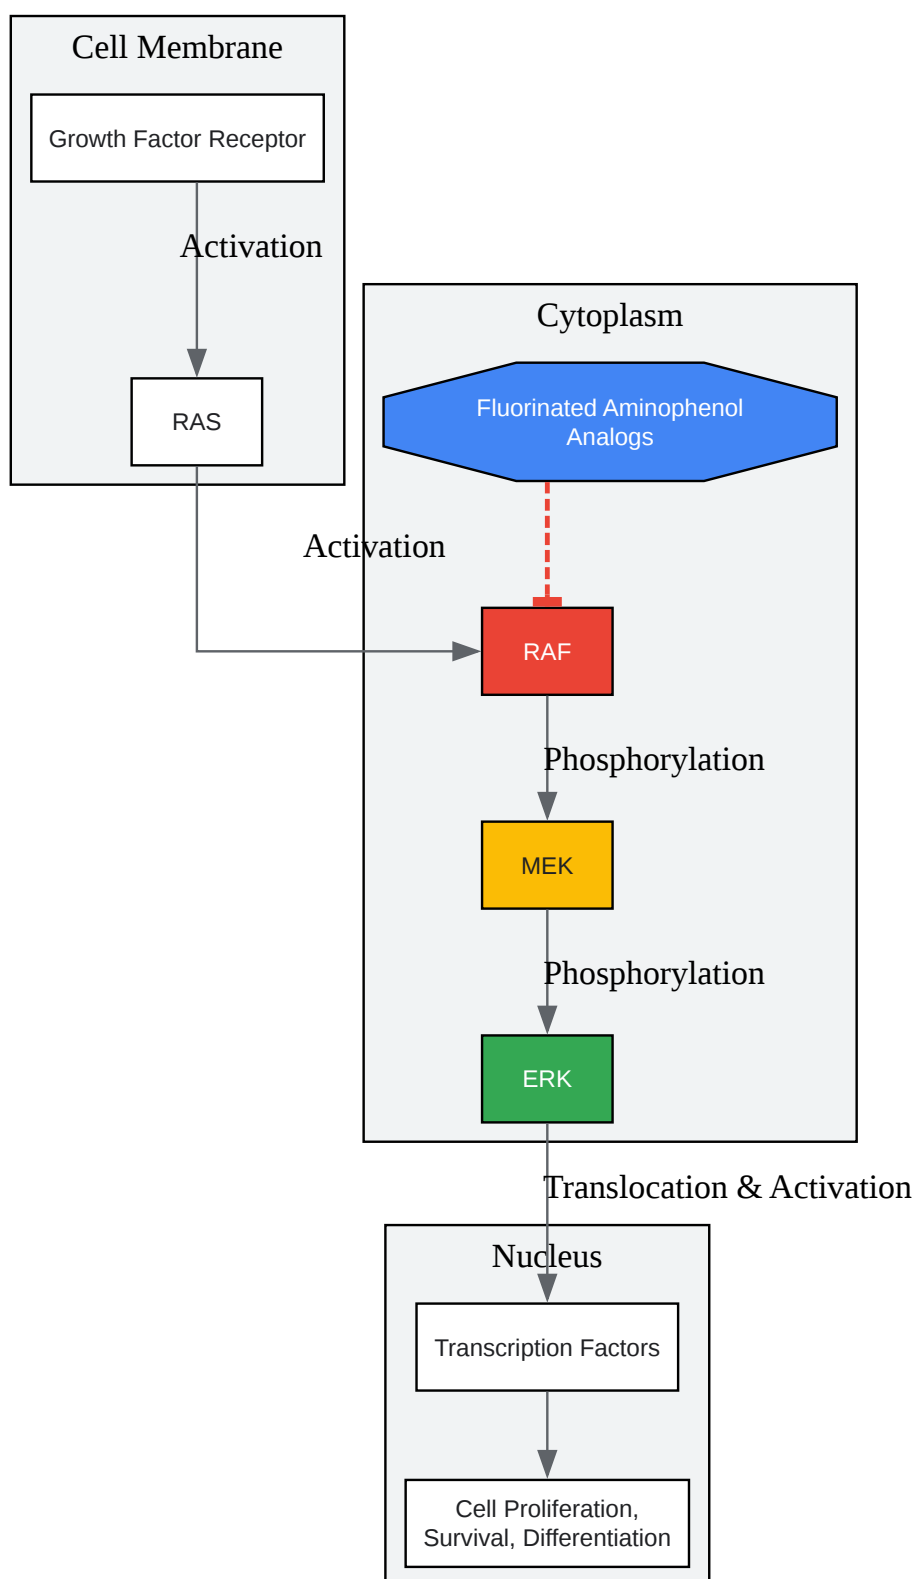 Cell Membrane
Growth Factor Receptor
Activation
RAS
Cytoplasm
Fluorinated Aminophenol
Analogs
Activation
RAF
Phosphorylation
MEK
Phosphorylation
ERK
Translocation & Activation
Nucleus
Transcription Factors
Cell Proliferation,
Survival, Differentiation